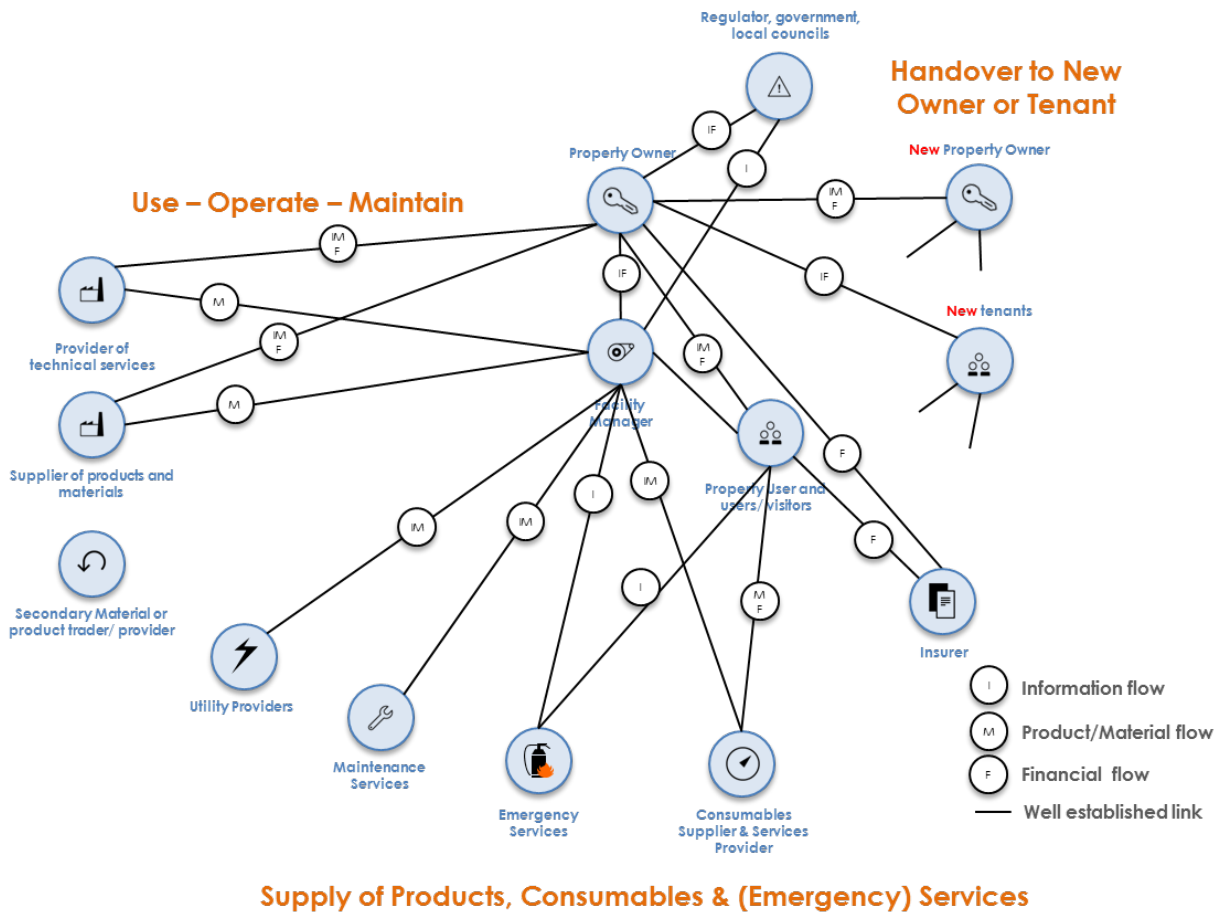 Regulator, government,
local councils
Handover to New
Owner or Tenant
IF
Property Owner
I
New Property Owner
Use – Operate – Maintain
IM
F
IM
F
IF
IF
M
New tenants
IM
F
IM
F
Provider of
technical services
M
Facility
Manager
F
Supplier of products and
materials
IM
I
IM
IM
Property User and
users/ visitors
F
I
M
F
Secondary Material or
product trader/ provider
Insurer
Utility Providers
I
Information flow
M
Product/Material flow
F
Financial flow
Maintenance
Services
Well established link
Emergency
Services
Consumables
Supplier & Services
Provider
Supply of Products, Consumables & (Emergency) Services